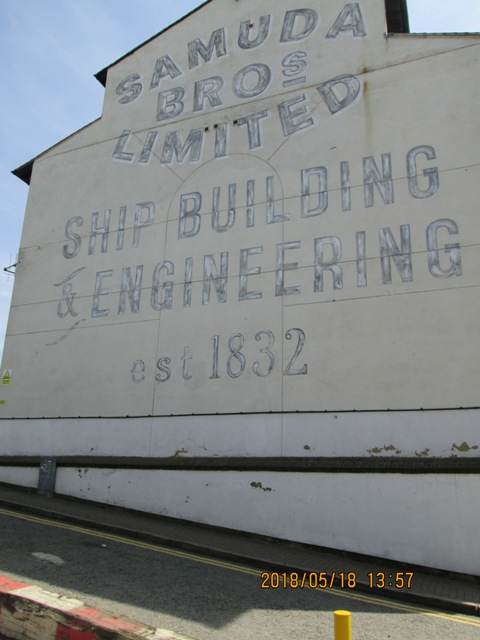 SAMUDA
BROS
LIMITED
SHIP BUILDING
& ENGINEERING
est 1832
2018/05/18 13:57